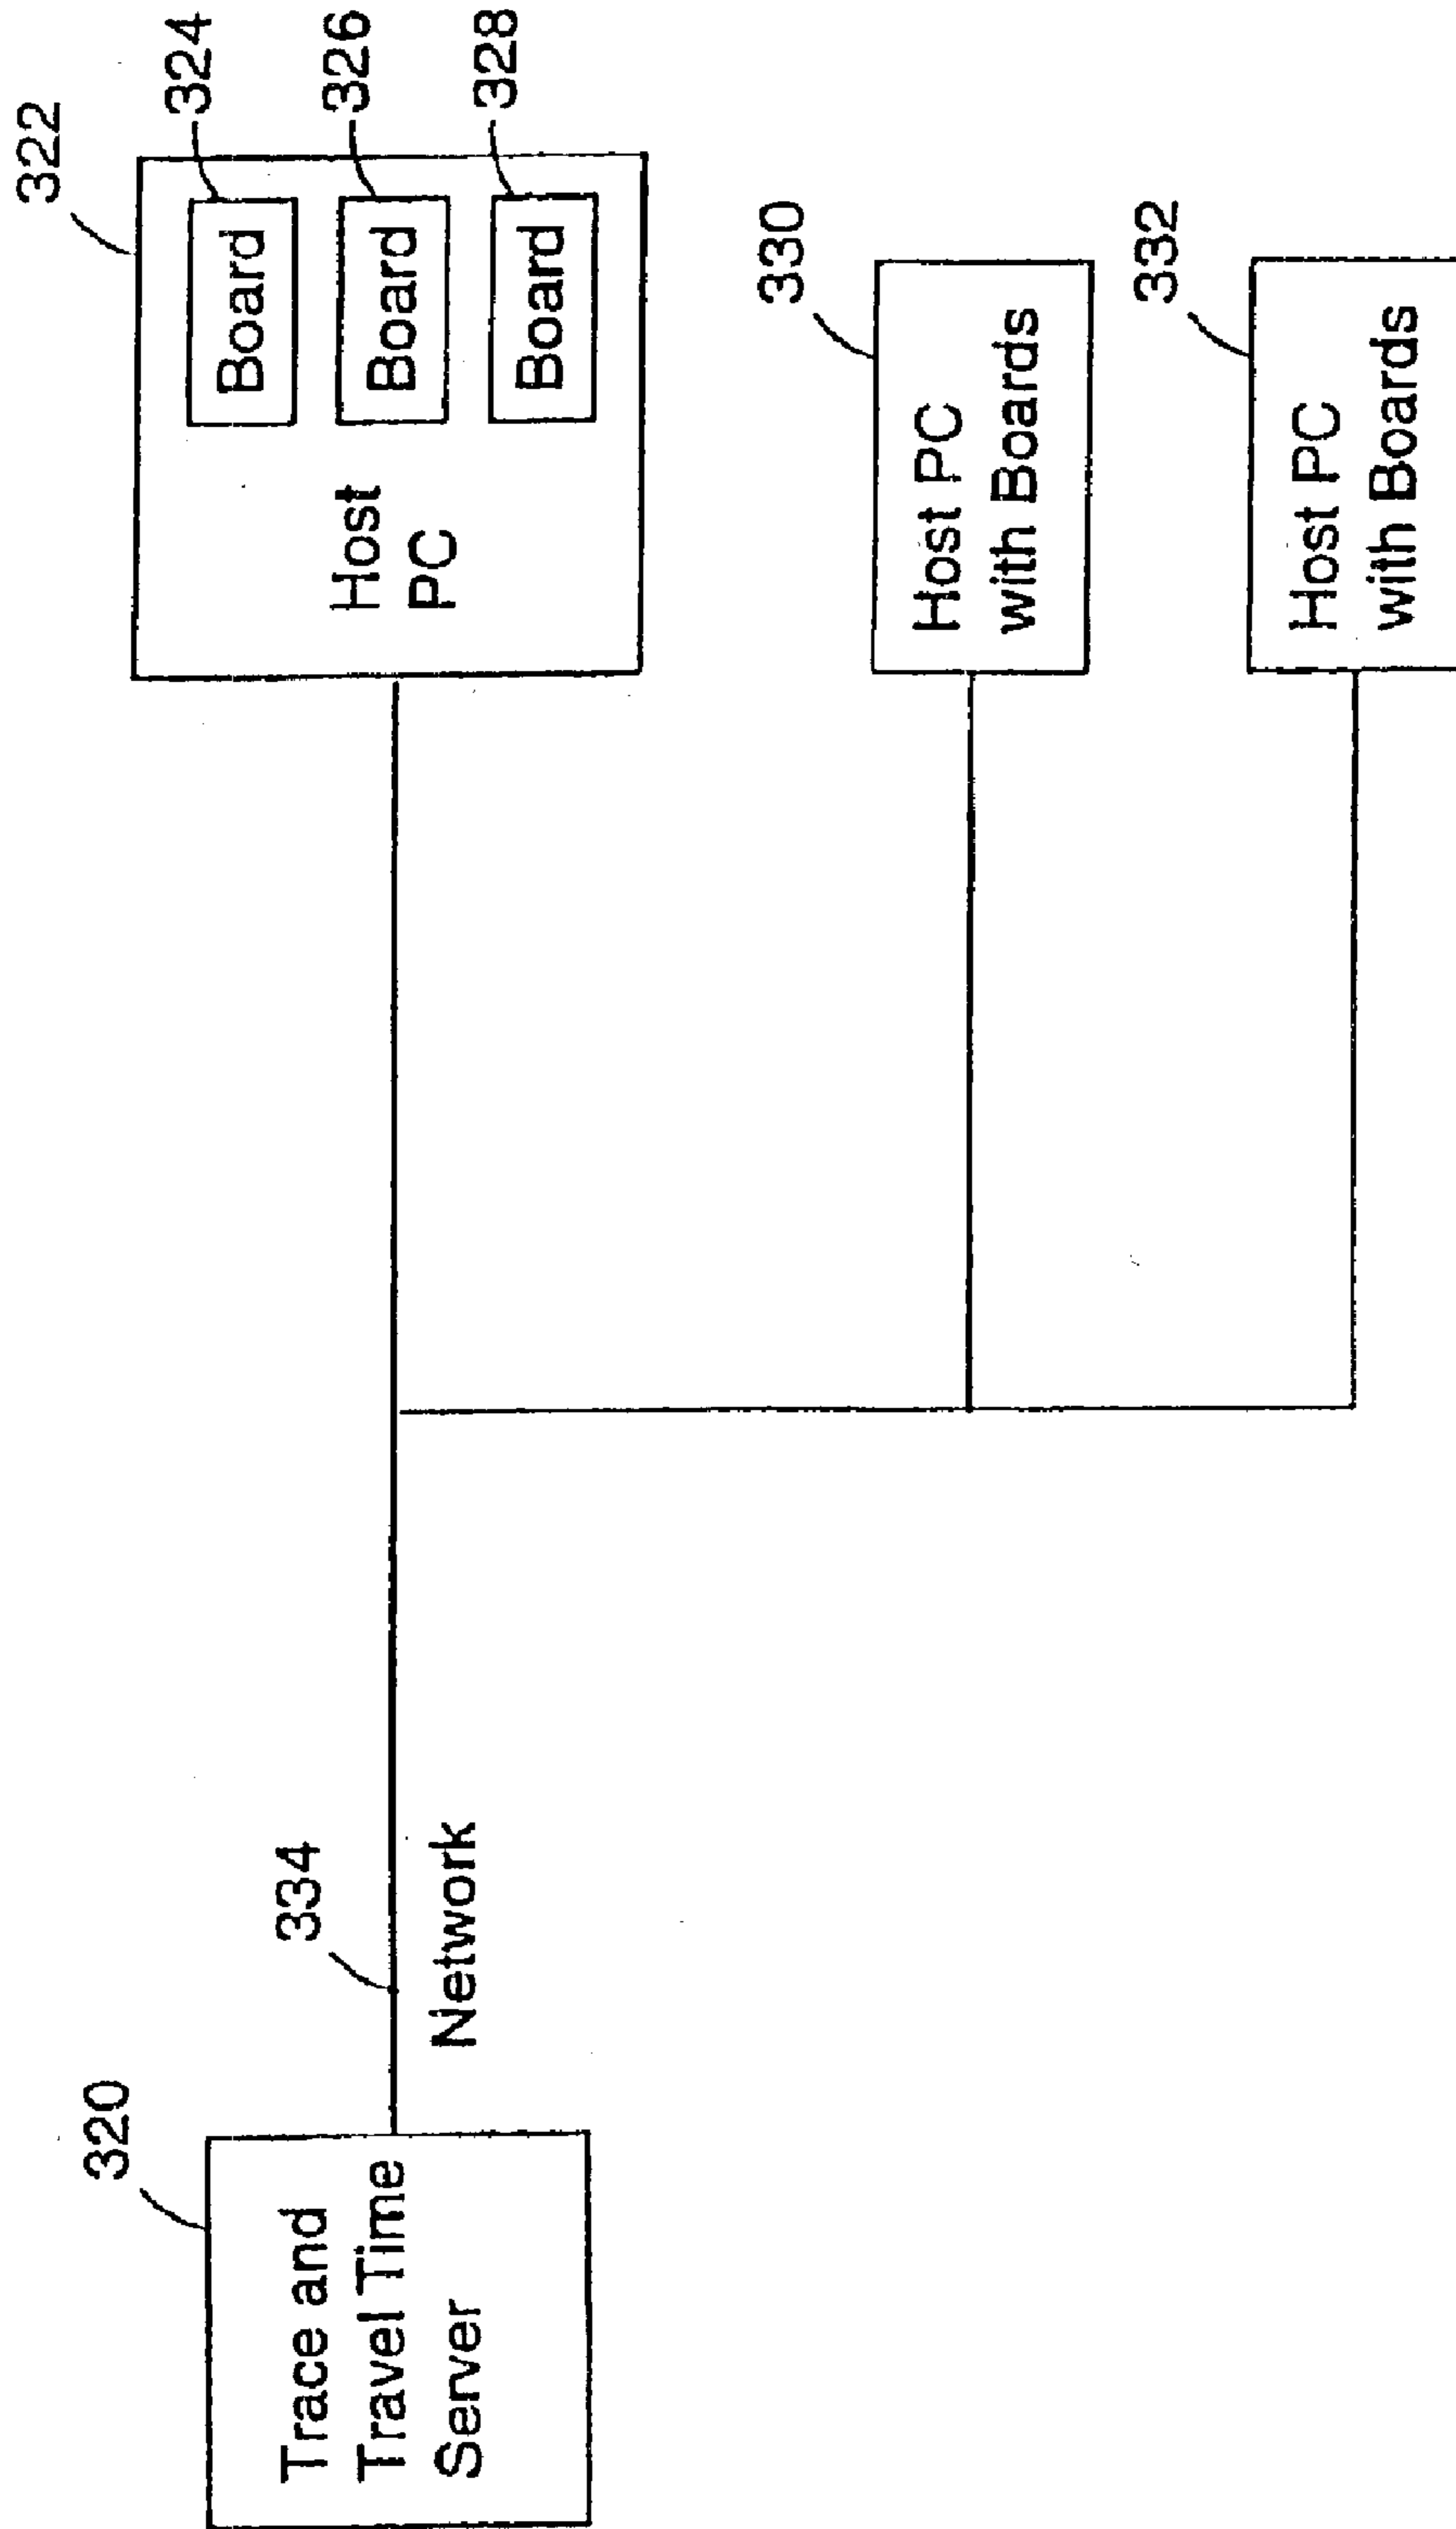 320
Trace and
Travel Time
Server
334
Network
322
Host
PC
Board
324
Board
326
Board
328
330
Host PC
with Boards
332
Host PC
with Boards